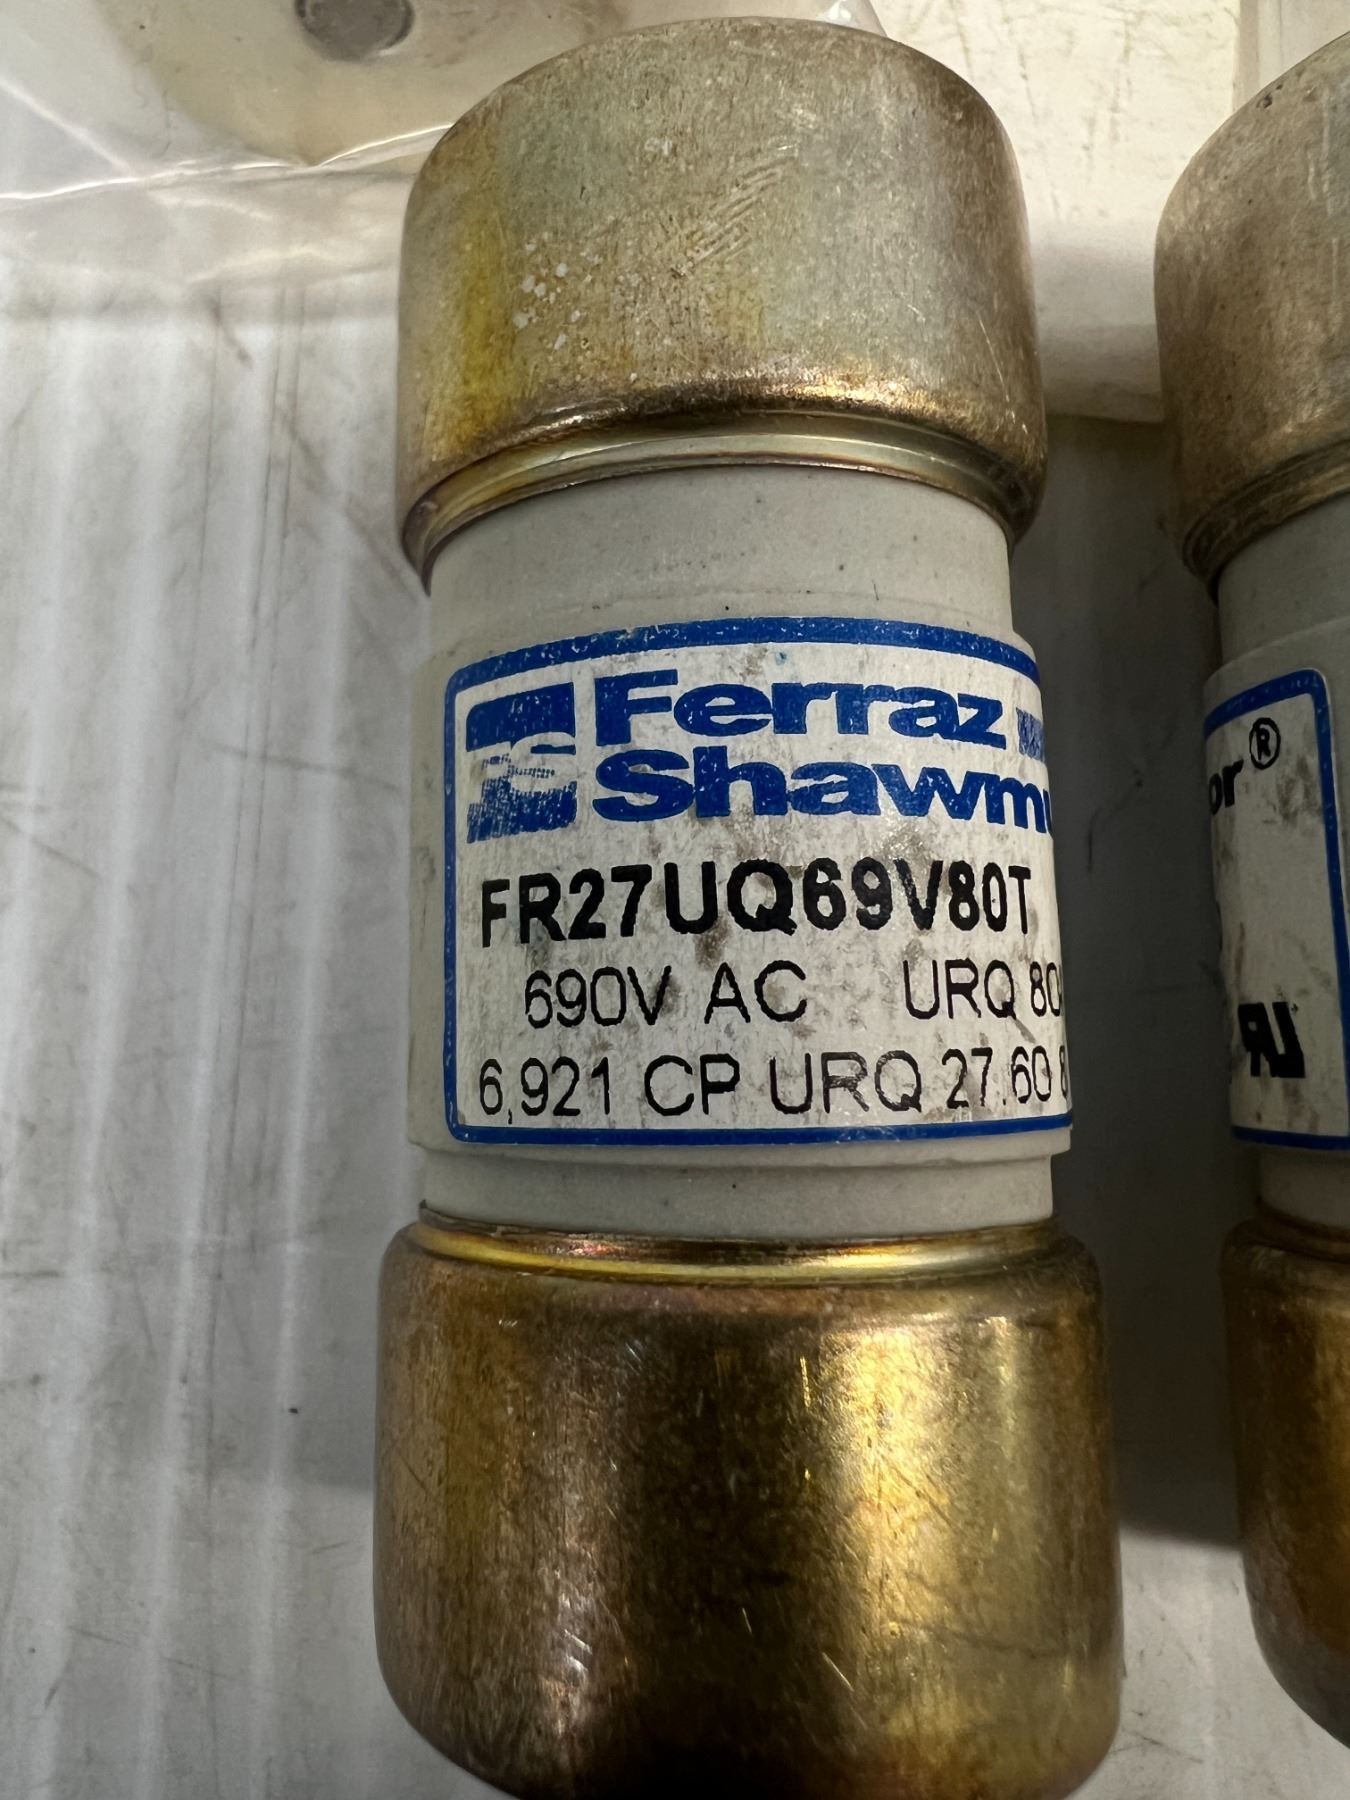 Ferraz
Shawmu
FR27UQ69V80T
690V AC URQ 80
6,921 CP URQ 27.60 8
or®